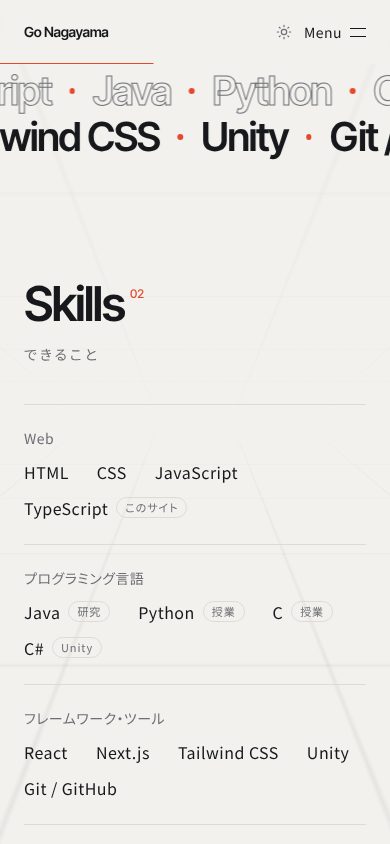 Go Nagayama
Menu
ript • Java • Python • C
wind CSS • Unity • Git /
Skills 02
できること
Web
HTML CSS JavaScript
TypeScript このサイト
プログラミング言語
Java 研究 Python 授業 C 授業
C# Unity
フレームワーク・ツール
React Next.js Tailwind CSS Unity
Git / GitHub